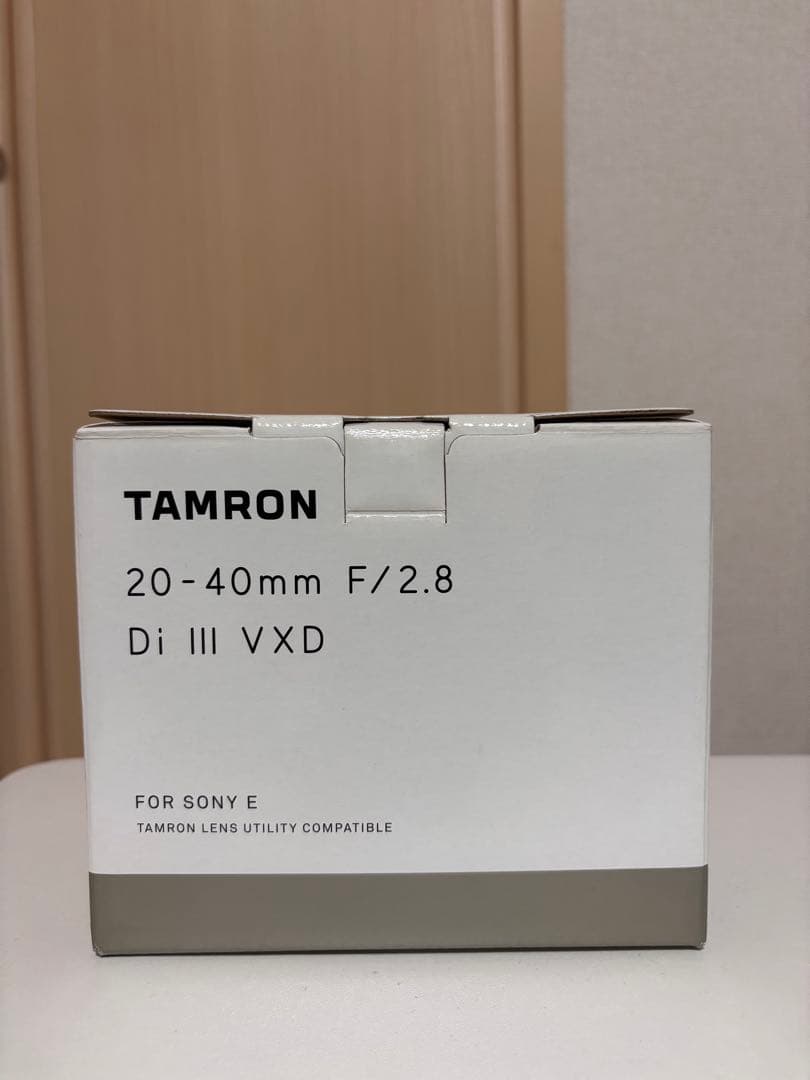 TAMRON
20-40mm F/2.8
Di III VXD
FOR SONY E
TAMRON LENS UTILITY COMPATIBLE